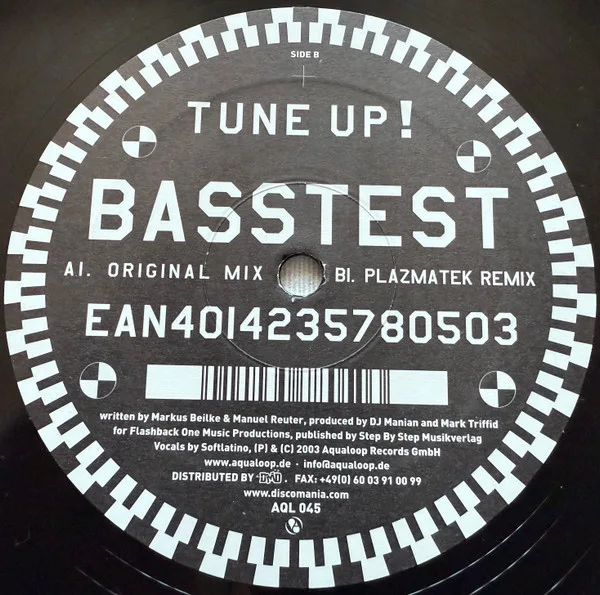 SIDE B
TUNE UP!
BASSTEST
A1. ORIGINAL MIX B1. PLAZMATEK REMIX
EAN4014235780503
written by Markus Beilke & Manuel Reuter, produced by DJ Manian and Mark Triffid
for Flashback One Music Productions, published by Step By Step Musikverlag
Vocals by Softlatino, (P) & (C) 2003 Aqualoop Records GmbH
www.aqualoop.de · info@aqualoop.de
DISTRIBUTED BY DMD . FAX: +49(0) 60 03 91 00 99
www.discomania.com
AQL 045